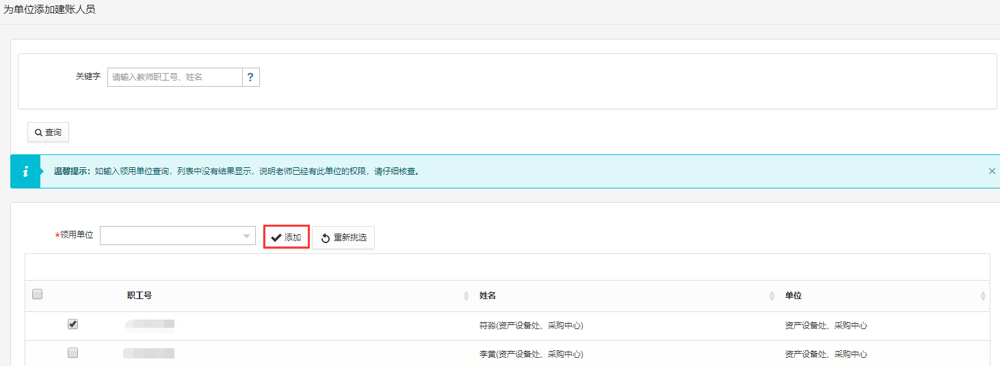 为单位添加建账人员
关键字 请输入教师职工号、姓名 ?
查询
温馨提示：如输入领用单位查询，列表中没有结果显示，说明老师已经有此单位的权限，请仔细核查。
*领用单位 添加 重新挑选
职工号 姓名 单位
符淼(资产设备处、采购中心) 资产设备处、采购中心
李菌(资产设备处、采购中心) 资产设备处、采购中心